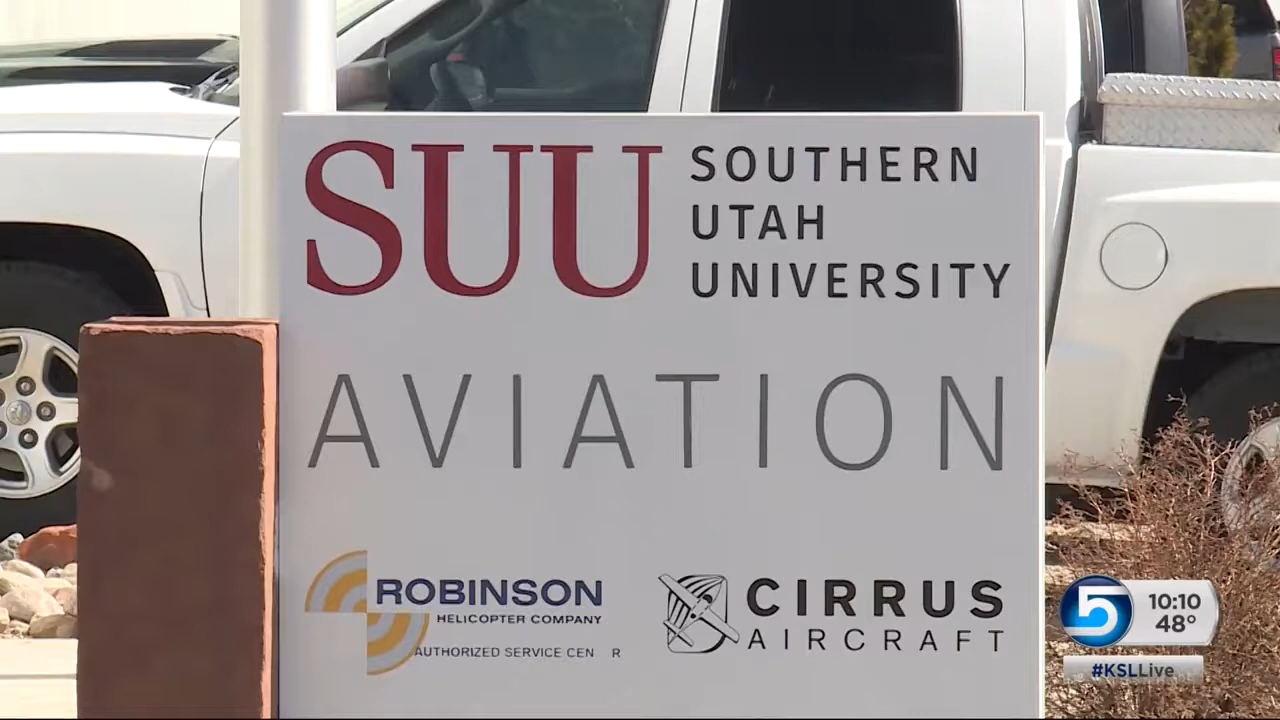 SUU
SOUTHERN
UTAH
UNIVERSITY
AVIATION
ROBINSON
HELICOPTER COMPANY
AUTHORIZED SERVICE CEN R
CIRRUS
AIRCRAFT
5
10:10
48°
#KSLLive